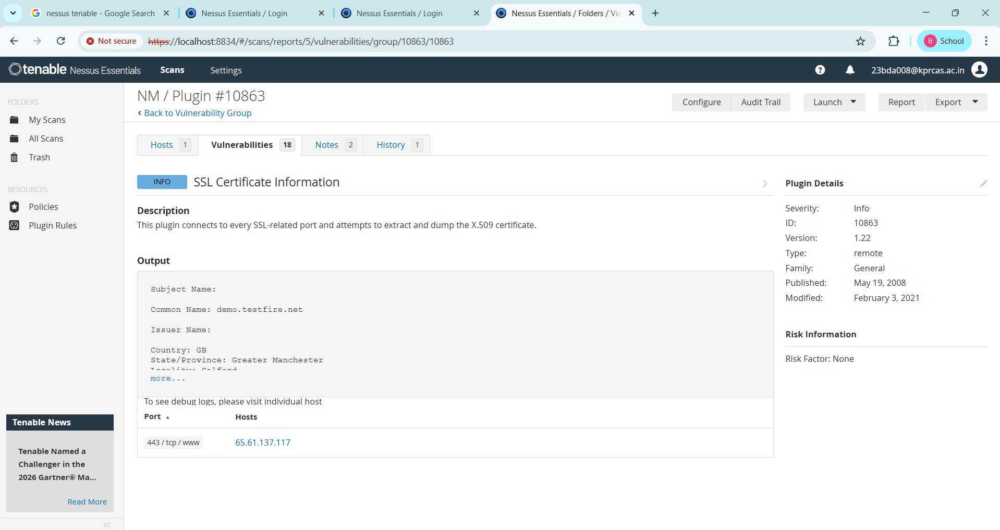 nessus tenable - Google Search
Nessus Essentials / Login
Nessus Essentials / Login
Nessus Essentials / Folders / Vie
Not secure
https://localhost:8834/#/scans/reports/5/vulnerabilities/group/10863/10863
B School
tenable Nessus Essentials
Scans
Settings
23bda008@kprcas.ac.in
FOLDERS
My Scans
All Scans
Trash
RESOURCES
Policies
Plugin Rules
Tenable News
Tenable Named a
Challenger in the
2026 Gartner® Ma...
Read More
NM / Plugin #10863
Back to Vulnerability Group
Configure
Audit Trail
Launch
Report
Export
Hosts 1
Vulnerabilities 18
Notes 2
History 1
INFO
SSL Certificate Information
Description
This plugin connects to every SSL-related port and attempts to extract and dump the X.509 certificate.
Output
Subject Name:
Common Name: demo.testfire.net
Issuer Name:
Country: GB
State/Province: Greater Manchester
Locality: Salford
more...
To see debug logs, please visit individual host
Port Hosts
443 / tcp / www 65.61.137.117
Plugin Details
Severity: Info
ID: 10863
Version: 1.22
Type: remote
Family: General
Published: May 19, 2008
Modified: February 3, 2021
Risk Information
Risk Factor: None